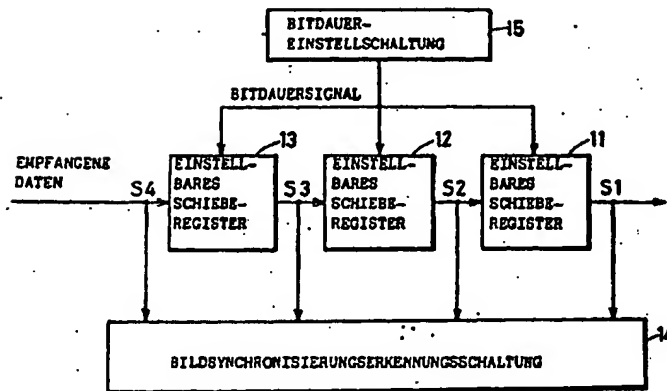 BITDAUER-
EINSTELLSCHALTUNG
15
BITDAUERSIGNAL
13
12
11
EMPFANGENE
DATEN
S4
EINSTELL-
BARES
SCHIEBE-
REGISTER
S3
EINSTELL-
BARES
SCHIEBE-
REGISTER
S2
EINSTELL-
BARES
SCHIEBE-
REGISTER
S1
14
BILDSYNCHRONISIERUNGSERKENNUNGSSCHALTUNG